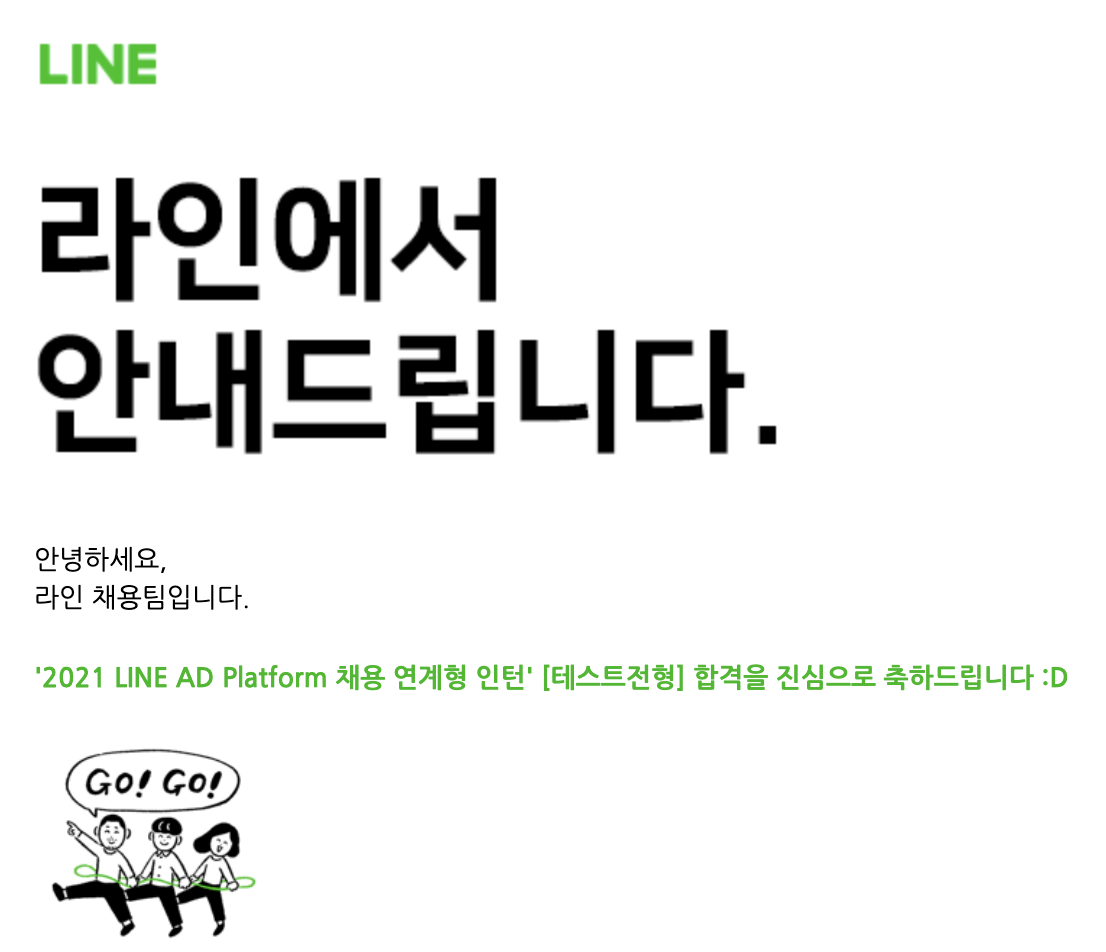 LINE
라인에서
안내드립니다.
안녕하세요,
라인 채용팀입니다.
'2021 LINE AD Platform 채용 연계형 인턴' [테스트전형] 합격을 진심으로 축하드립니다 :D
GO! GO!